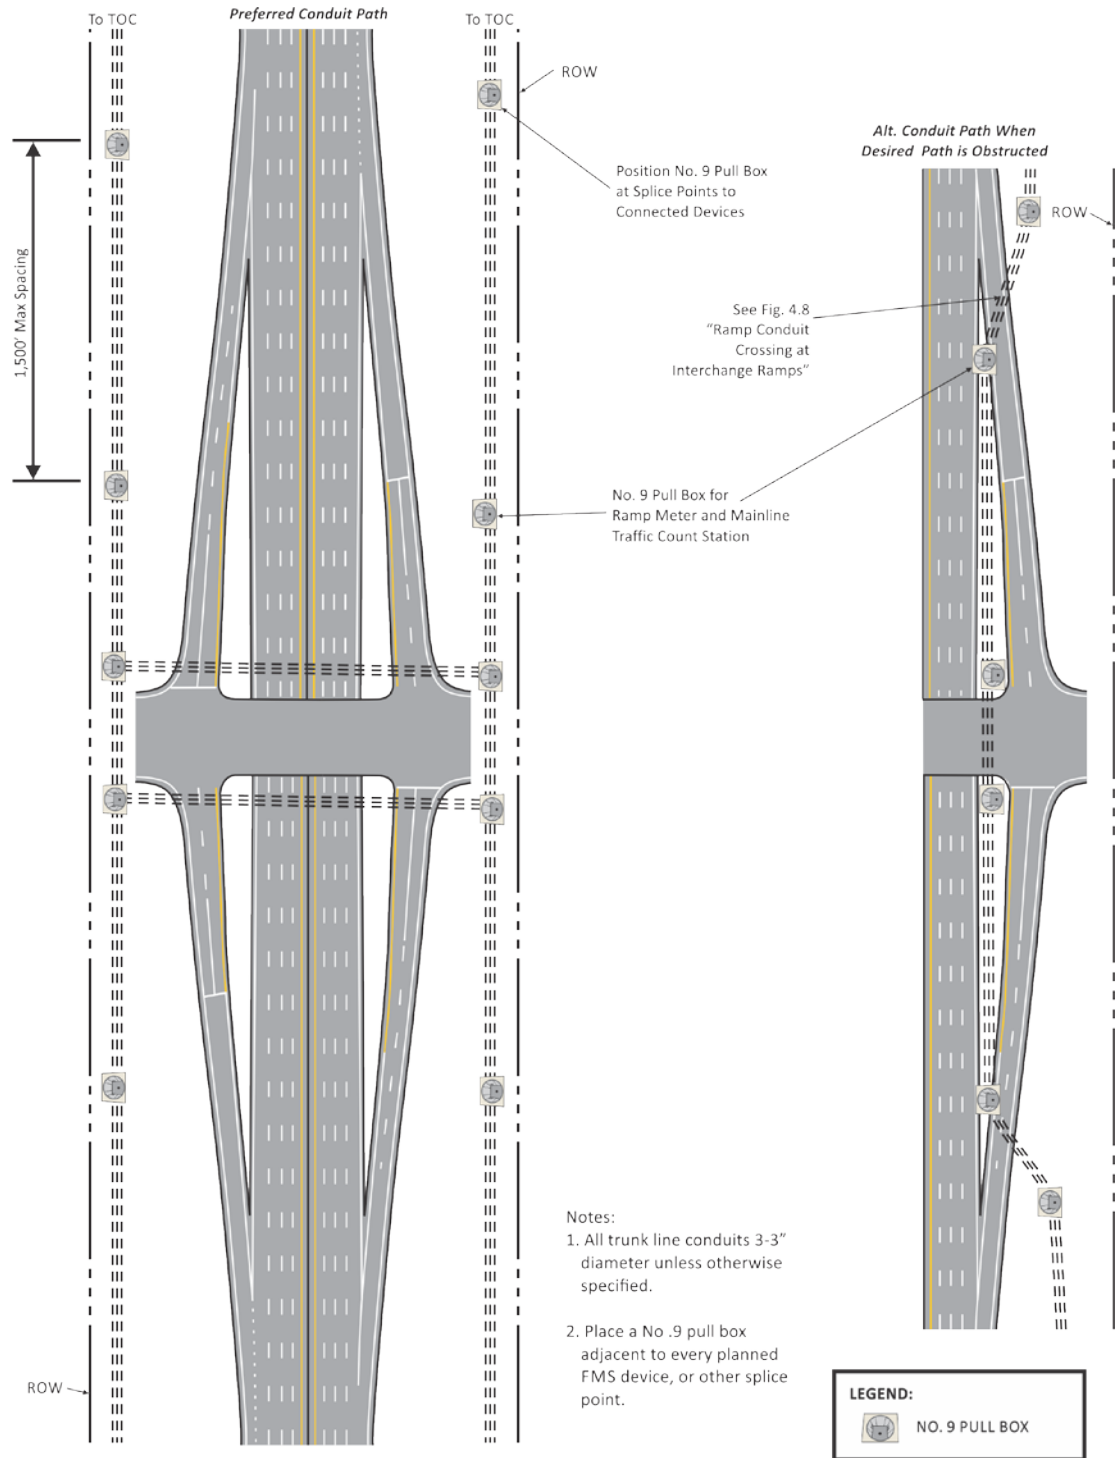 Preferred Conduit Path
To TOC
To TOC
ROW
Position No. 9 Pull Box
at Splice Points to
Connected Devices
1,500’ Max Spacing
No. 9 Pull Box for
Ramp Meter and Mainline
Traffic Count Station
Alt. Conduit Path When
Desired  Path is Obstructed
ROW
See Fig. 4.8
“Ramp Conduit
Crossing at
Interchange Ramps”
ROW
Notes:
1. All trunk line conduits 3-3”
diameter unless otherwise
specified.
2. Place a No .9 pull box
adjacent to every planned
FMS device, or other splice
point.
LEGEND:
NO. 9 PULL BOX